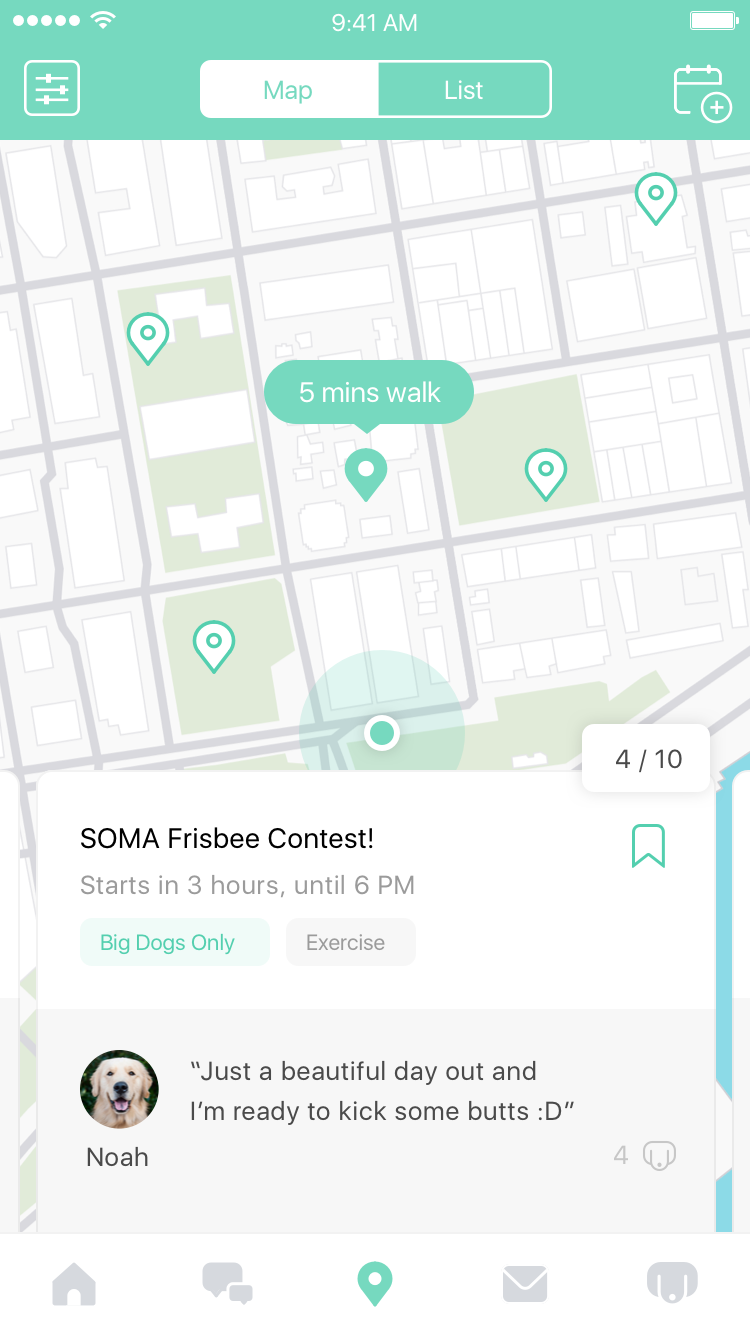 9:41 AM
Map
List
5 mins walk
4 / 10
SOMA Frisbee Contest!
Starts in 3 hours, until 6 PM
Big Dogs Only
Exercise
“Just a beautiful day out and
I’m ready to kick some butts :D”
Noah
4